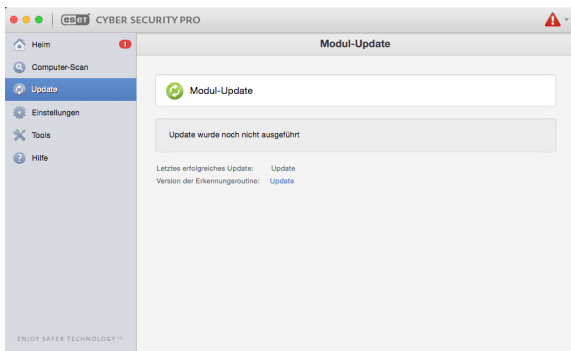 eseT CYBER SECURITY PRO
Heim
Computer-Scan
Update
Einstellungen
Tools
Hilfe
ENJOY SAFER TECHNOLOGY™
Modul-Update
Modul-Update
Update wurde noch nicht ausgeführt
Letztes erfolgreiches Update: Update
Version der Erkennungsroutine: Update